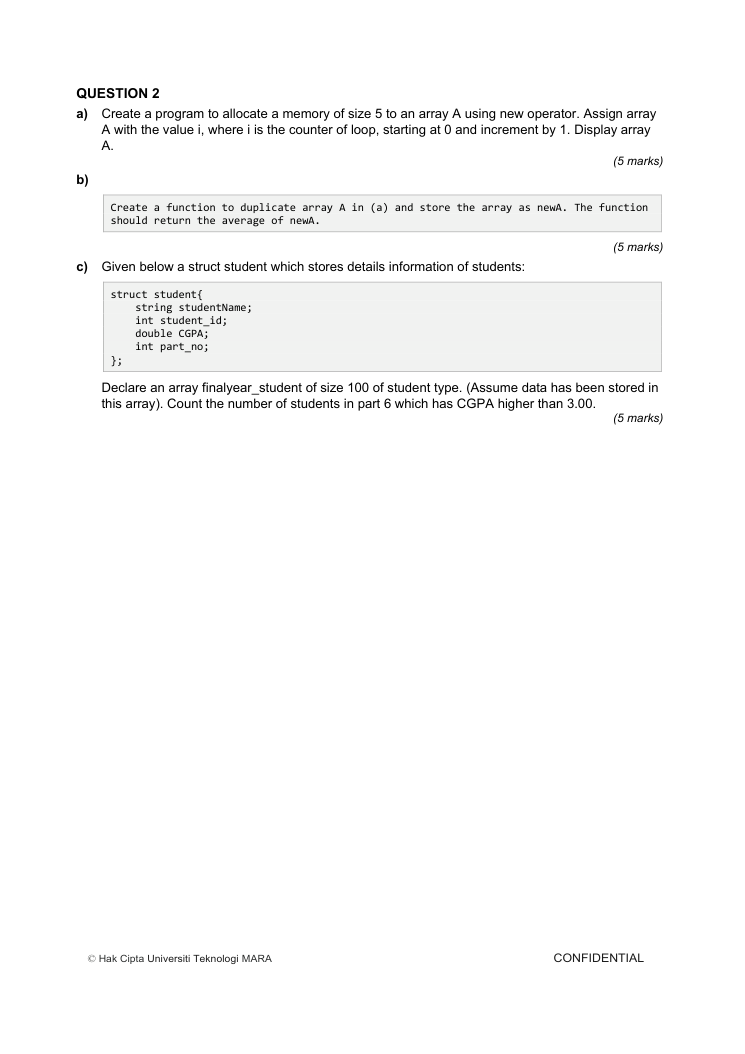 QUESTION 2
a) Create a program to allocate a memory of size 5 to an array A using new operator. Assign array
A with the value i, where i is the counter of loop, starting at 0 and increment by 1. Display array
A.
(5 marks)
b)
Create a function to duplicate array A in (a) and store the array as newA. The function
should return the average of newA.
(5 marks)
c) Given below a struct student which stores details information of students:
struct student{
    string studentName;
    int student_id;
    double CGPA;
    int part_no;
};
Declare an array finalyear_student of size 100 of student type. (Assume data has been stored in
this array). Count the number of students in part 6 which has CGPA higher than 3.00.
(5 marks)
© Hak Cipta Universiti Teknologi MARA CONFIDENTIAL